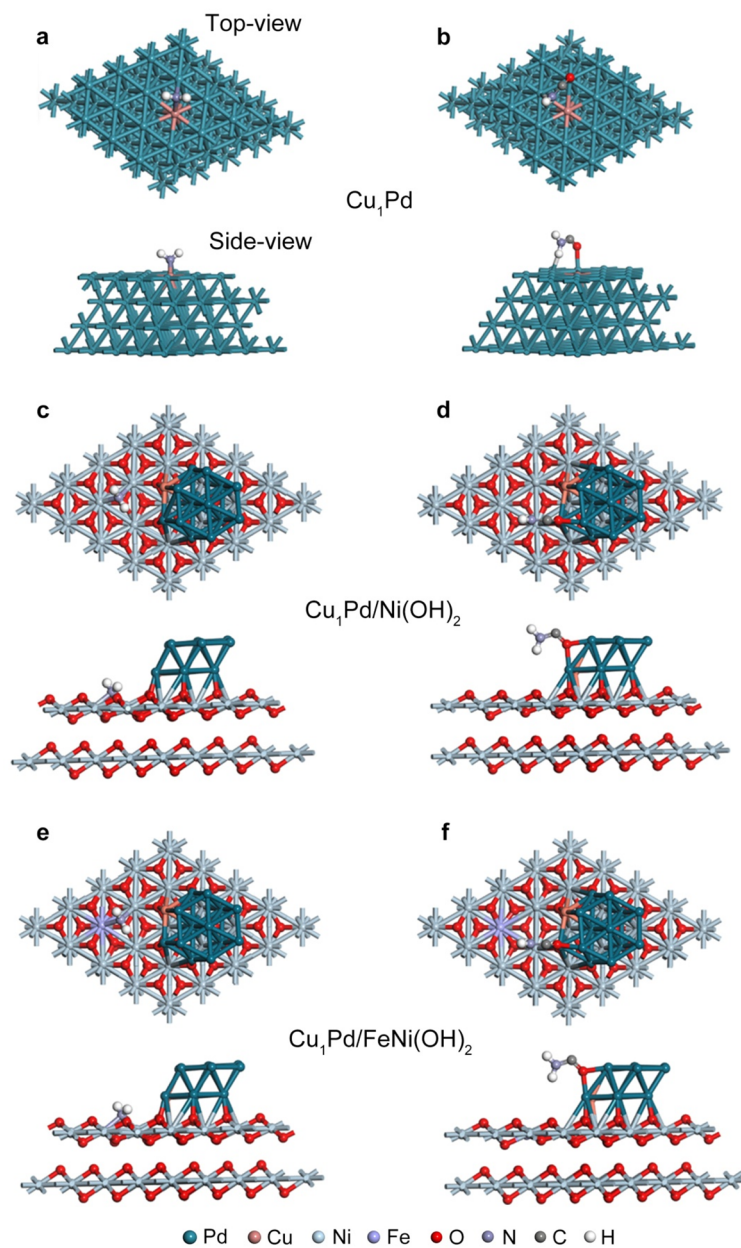 a Top-view b
Cu₁Pd
Side-view
c d
Cu₁Pd/Ni(OH)₂
e f
Cu₁Pd/FeNi(OH)₂
Pd Cu Ni Fe O N C H